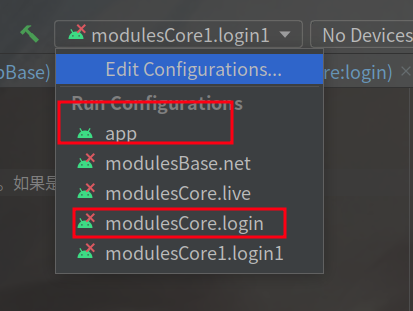 modulesCore1.login1
No Devices
Base)
Edit Configurations...
re:login)
Run Configurations
app
modulesBase.net
。如果是
modulesCore.live
modulesCore.login
modulesCore1.login1